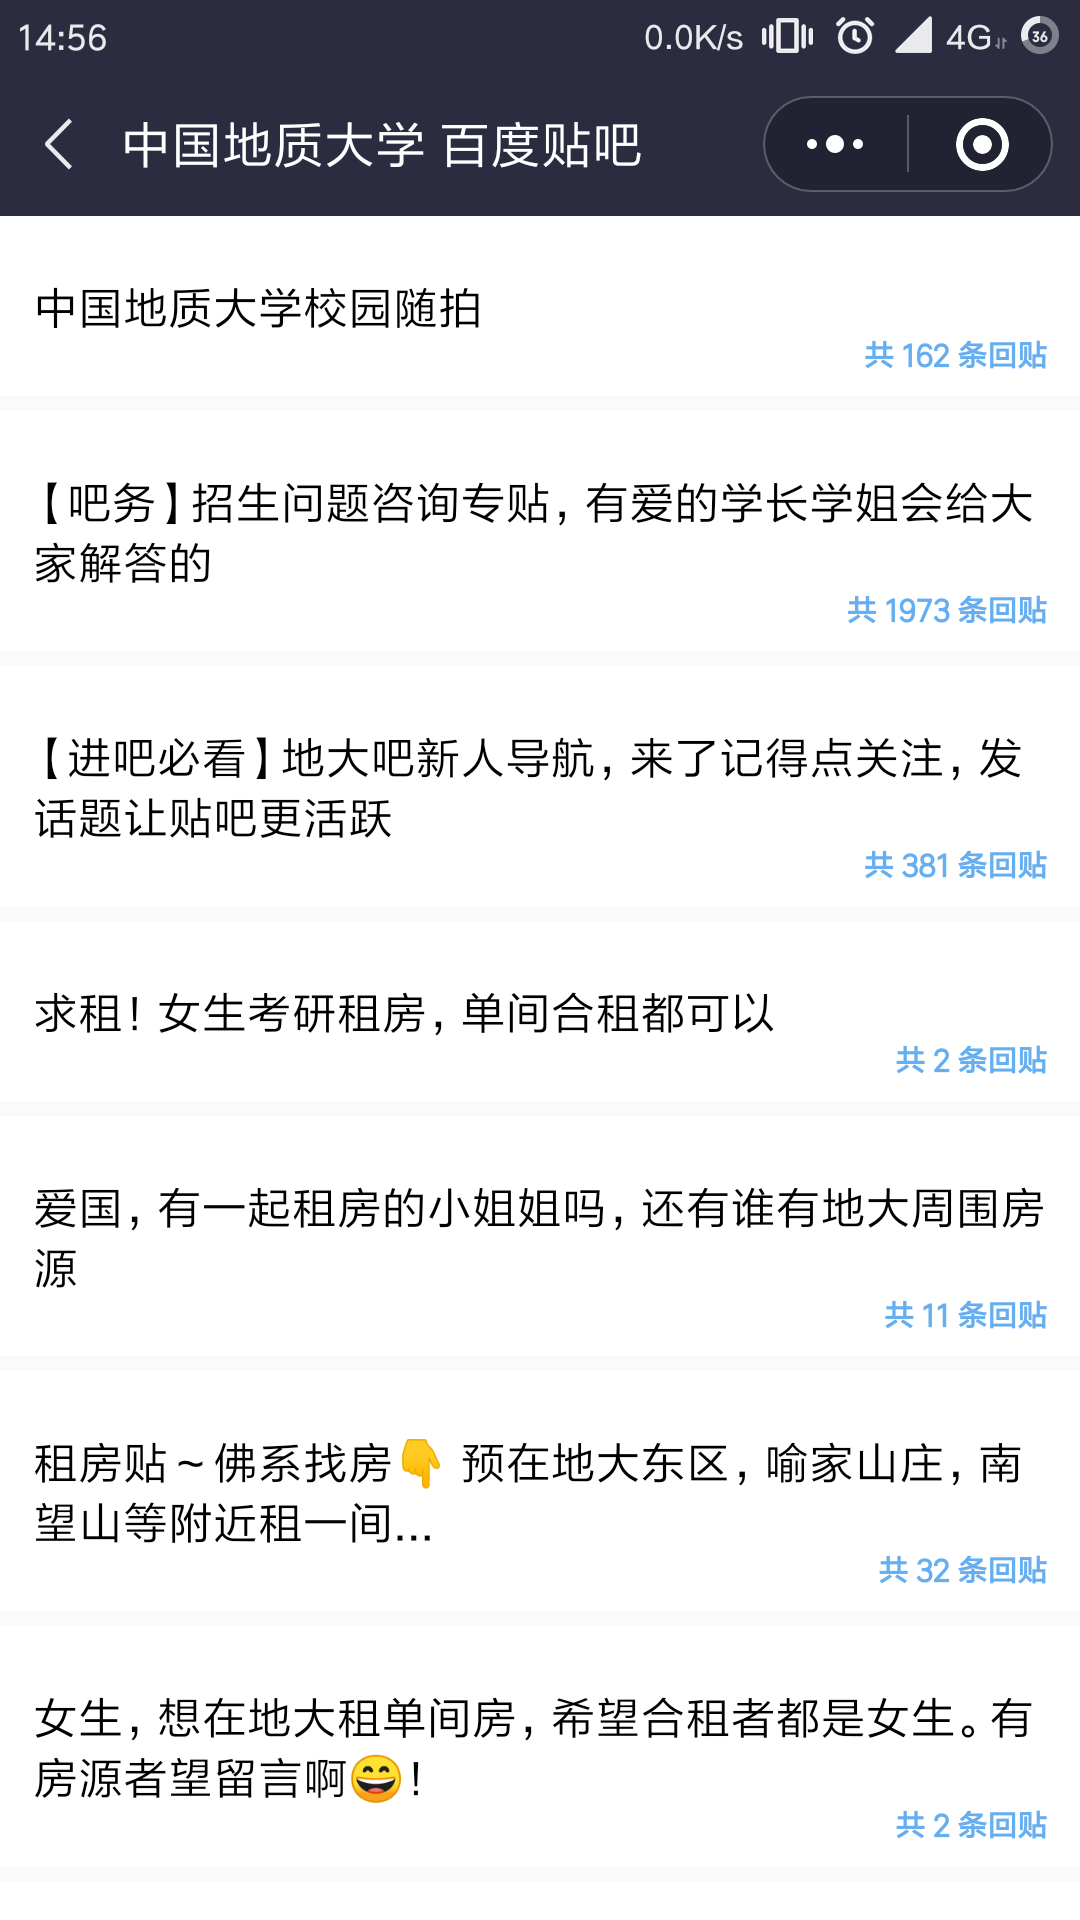 14:56 0.0K/s 4G 36
中国地质大学 百度贴吧
中国地质大学校园随拍
共 162 条回贴
【吧务】招生问题咨询专贴,有爱的学长学姐会给大
家解答的
共 1973 条回贴
【进吧必看】地大吧新人导航,来了记得点关注,发
话题让贴吧更活跃
共 381 条回贴
求租!女生考研租房,单间合租都可以
共 2 条回贴
爱国,有一起租房的小姐姐吗,还有谁有地大周围房
源
共 11 条回贴
租房贴~佛系找房👇 预在地大东区,喻家山庄,南
望山等附近租一间...
共 32 条回贴
女生,想在地大租单间房,希望合租者都是女生。有
房源者望留言啊😄!
共 2 条回贴